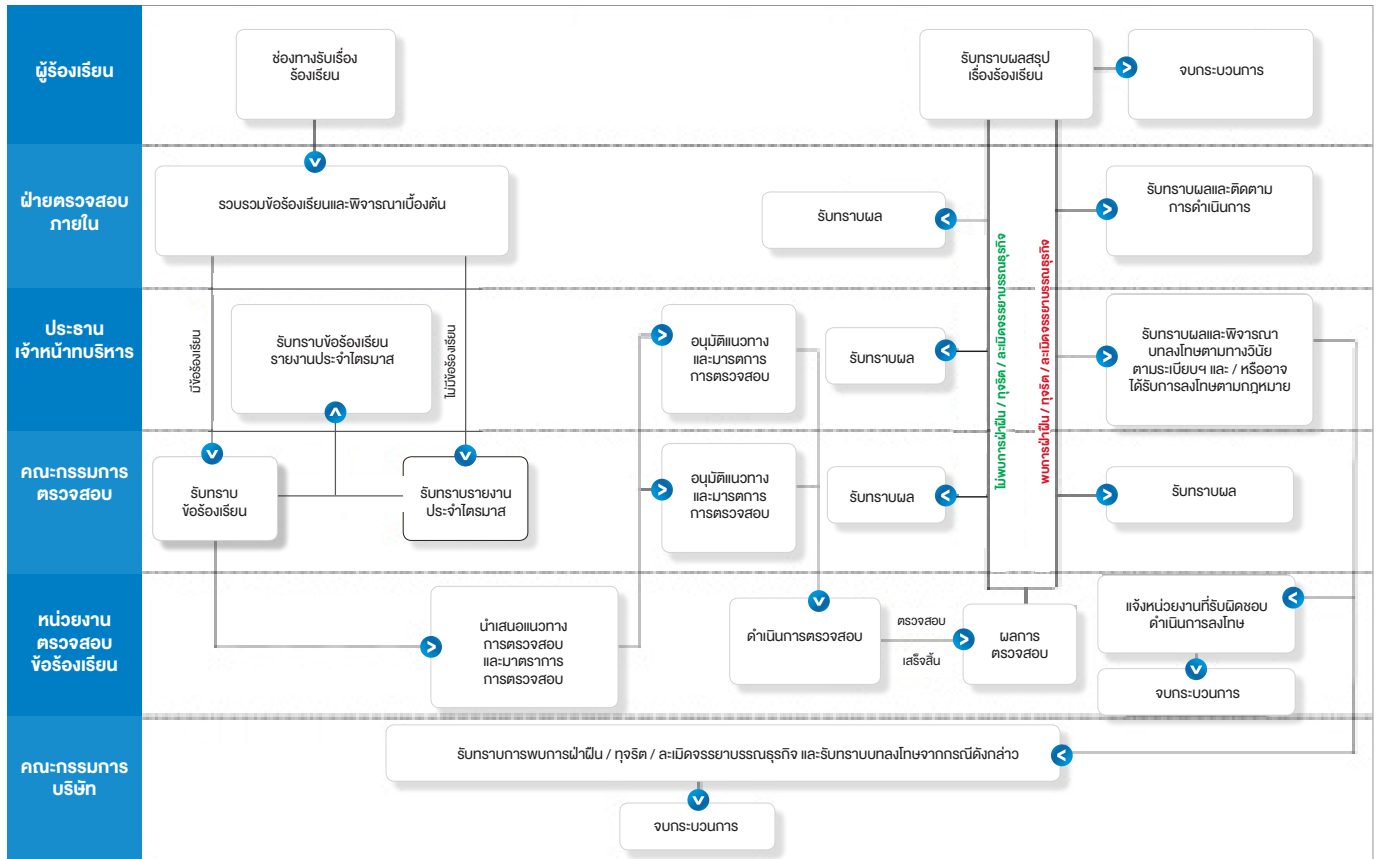 ผู้ร้องเรียน
ช่องทางรับเรื่อง
ร้องเรียน
รับทราบผลสรุป
เรื่องร้องเรียน
จบกระบวนการ
ฝ่ายตรวจสอบ
ภายใน
รวบรวมข้อร้องเรียนและพิจารณาเบื้องต้น
รับทราบผล
รับทราบผลและติดตาม
การดำเนินการ
ไม่พบการฝ่าฝืน / ทุจริต / ละเมิดจรรยาบรรณธุรกิจ
พบการฝ่าฝืน / ทุจริต / ละเมิดจรรยาบรรณธุรกิจ
ประธาน
เจ้าหน้าทบริหาร
มีข้อร้องเรียน
รับทราบข้อร้องเรียน
รายงานประจำไตรมาส
ไม่มีข้อร้องเรียน
อนุมัติแนวทาง
และมารตการ
การตรวจสอบ
รับทราบผล
รับทราบผลและพิจารณา
บทลงโทษตามทางวินัย
ตามระเบียบฯ และ / หรืออาจ
ได้รับการลงโทษตามกฎหมาย
คณะกรรมการ
ตรวจสอบ
รับทราบ
ข้อร้องเรียน
รับทราบรายงาน
ประจำไตรมาส
อนุมัติแนวทาง
และมารตการ
การตรวจสอบ
รับทราบผล
รับทราบผล
หน่วยงาน
ตรวจสอบ
ข้อร้องเรียน
นำเสนอแนวทาง
การตรวจสอบ
และมาตราการ
การตรวจสอบ
ดำเนินการตรวจสอบ
ตรวจสอบ
เสร็จสิ้น
ผลการ
ตรวจสอบ
แจ้งหน่วยงานที่รับผิดชอบ
ดำเนินการลงโทษ
จบกระบวนการ
คณะกรรมการ
บริษัท
รับทราบการพบการฝ่าฝืน / ทุจริต / ละเมิดจรรยาบรรณธุรกิจ และรับทราบบทลงโทษจากกรณีดังกล่าว
จบกระบวนการ